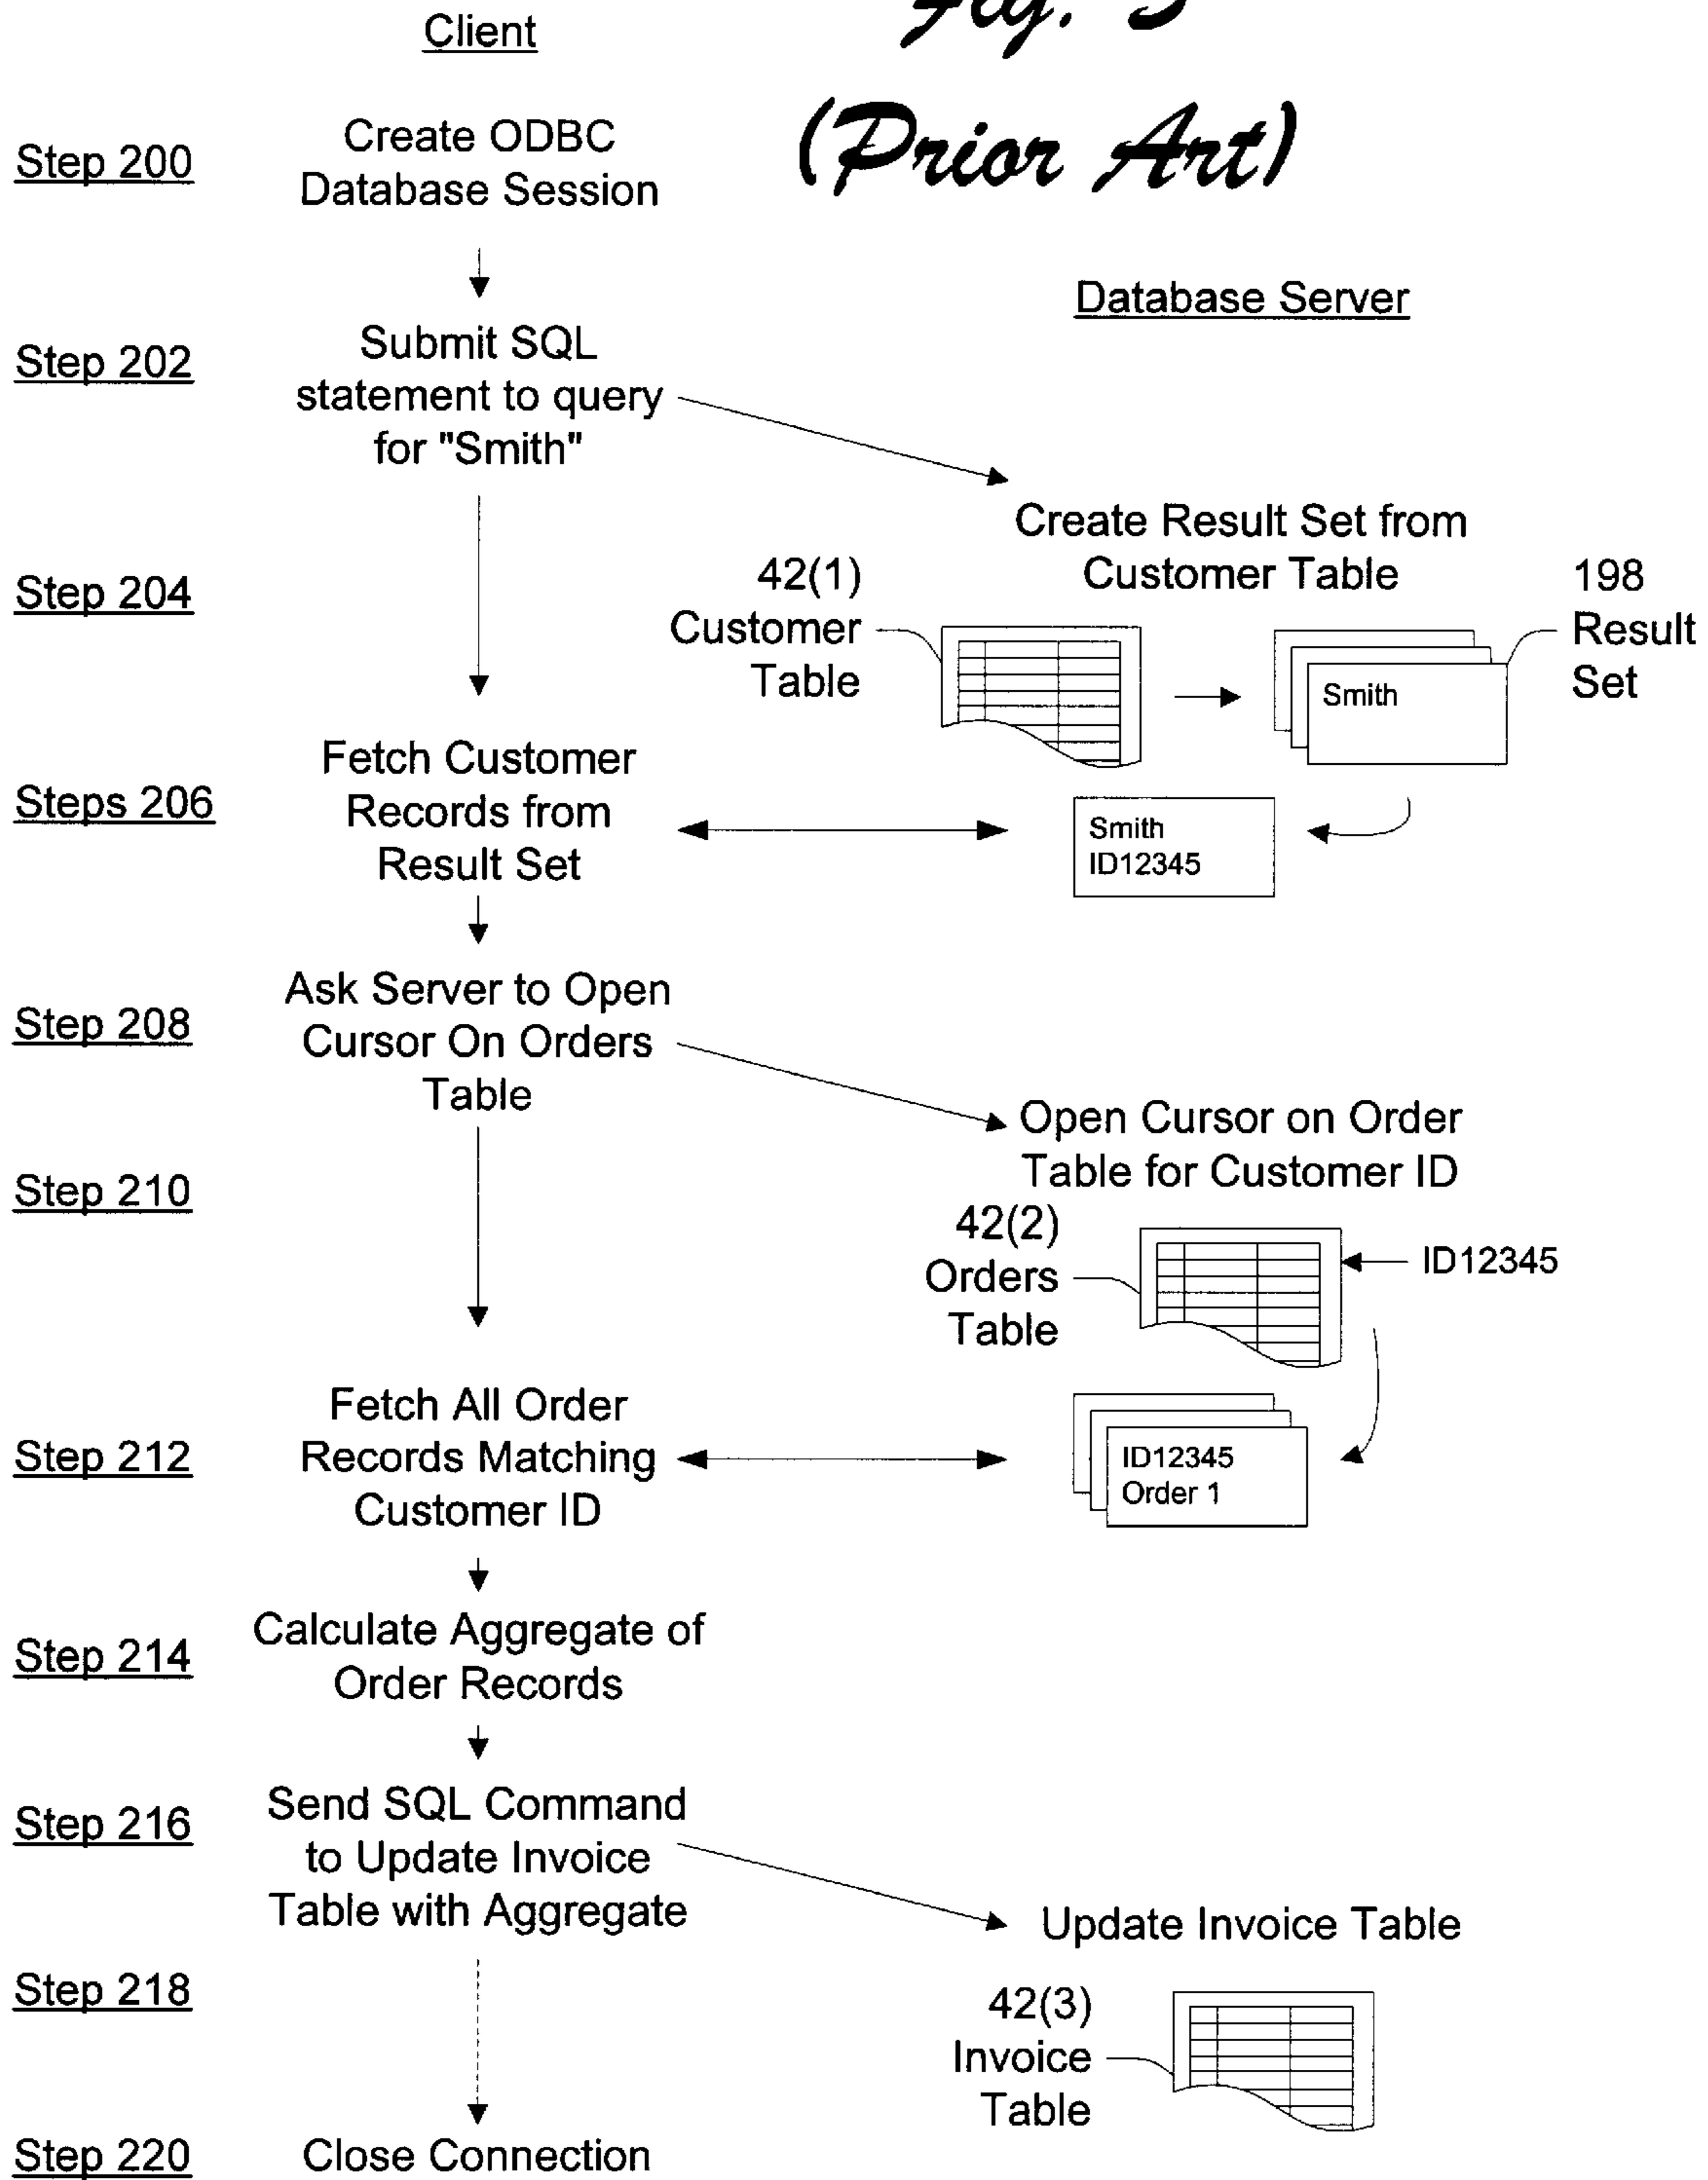 Fig. 5
(Prior Art)
Client
Database Server
Step 200
Create ODBC
Database Session
Step 202
Submit SQL
statement to query
for "Smith"
Step 204
Create Result Set from
Customer Table
42(1)
Customer
Table
198
Result
Set
Smith
Steps 206
Fetch Customer
Records from
Result Set
Smith
ID12345
Step 208
Ask Server to Open
Cursor On Orders
Table
Step 210
Open Cursor on Order
Table for Customer ID
42(2)
Orders
Table
ID12345
Step 212
Fetch All Order
Records Matching
Customer ID
ID12345
Order 1
Step 214
Calculate Aggregate of
Order Records
Step 216
Send SQL Command
to Update Invoice
Table with Aggregate
Step 218
Update Invoice Table
42(3)
Invoice
Table
Step 220
Close Connection